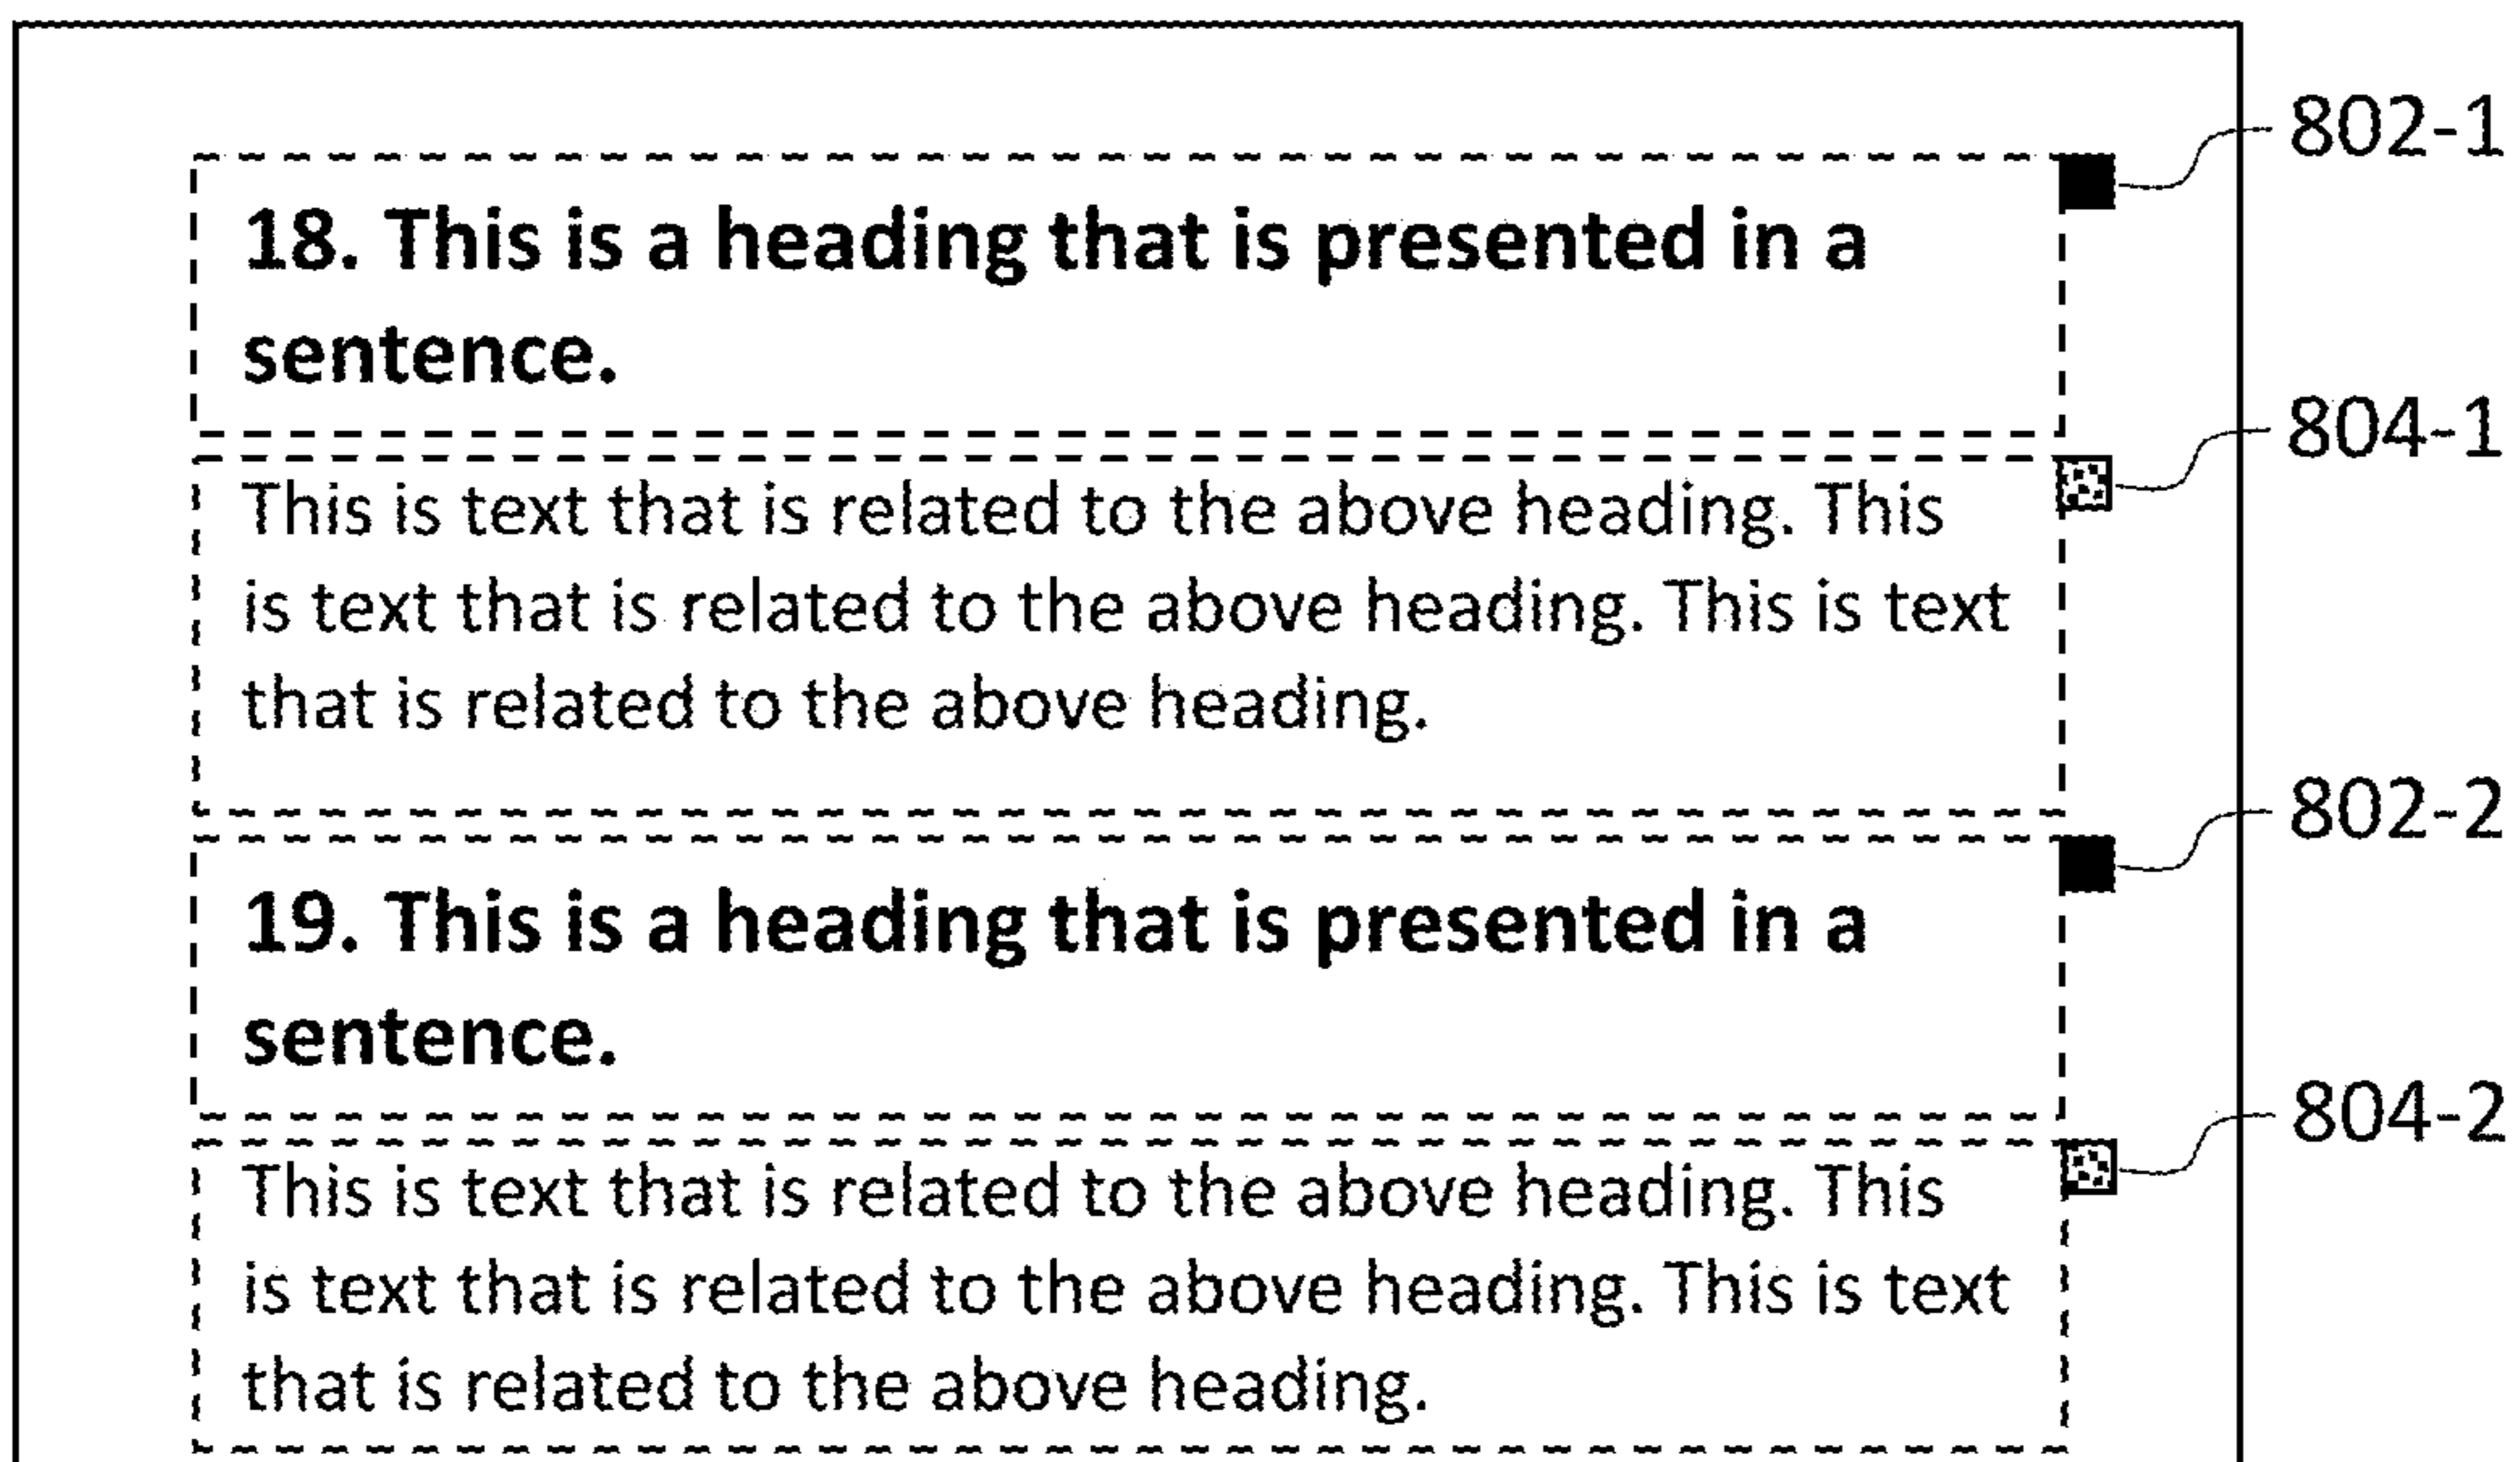 802-1
18. This is a heading that is presented in a
sentence.
804-1
This is text that is related to the above heading. This
is text that is related to the above heading. This is text
that is related to the above heading.
802-2
19. This is a heading that is presented in a
sentence.
804-2
This is text that is related to the above heading. This
is text that is related to the above heading. This is text
that is related to the above heading.